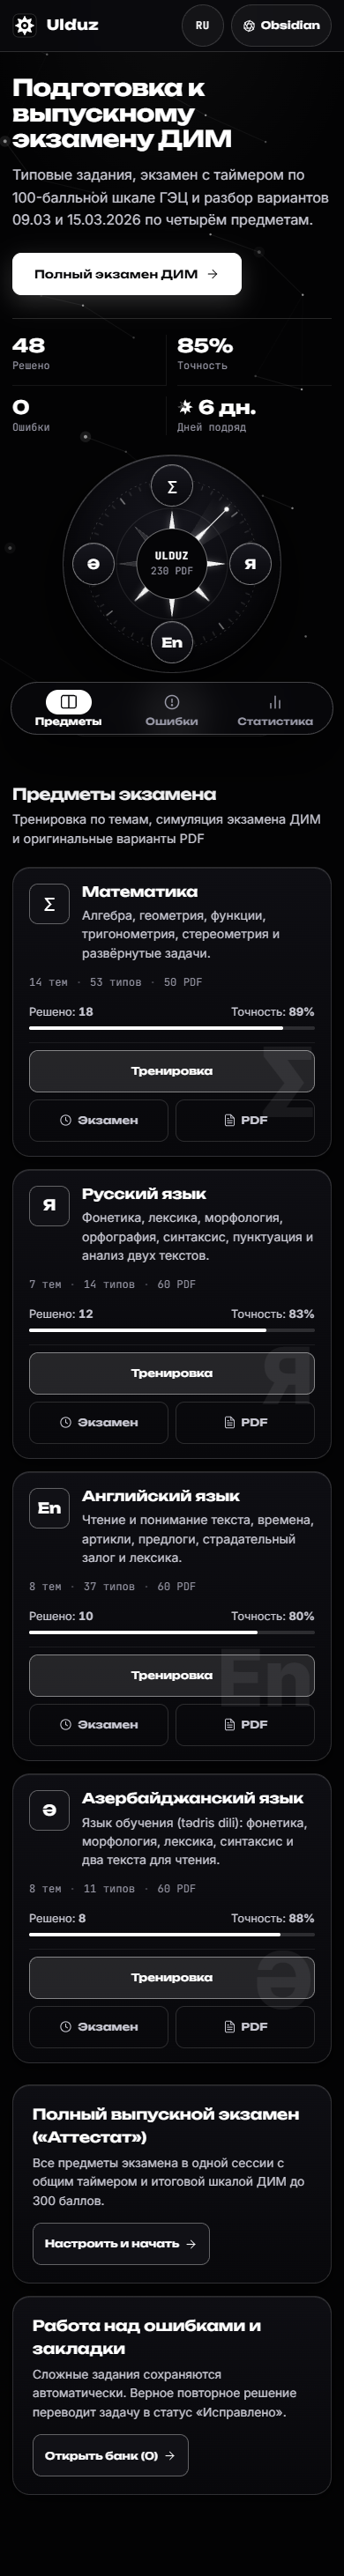 Ulduz
RU
Obsidian
Подготовка к
выпускному
экзамену ДИМ
Типовые задания, экзамен с таймером по
100-балльной шкале ГЭЦ и разбор вариантов
09.03 и 15.03.2026 по четырём предметам.
Полный экзамен ДИМ →
48
Решено
85%
Точность
0
Ошибки
6 дн.
Дней подряд
Σ
Ə
ULDUZ
230 PDF
Я
En
Предметы
Ошибки
Статистика
Предметы экзамена
Тренировка по темам, симуляция экзамена ДИМ
и оригинальные варианты PDF
Σ
Математика
Алгебра, геометрия, функции,
тригонометрия, стереометрия и
развёрнутые задачи.
14 тем · 53 типов · 50 PDF
Решено: 18
Точность: 89%
Σ
Тренировка
Экзамен
PDF
Я
Русский язык
Фонетика, лексика, морфология,
орфография, синтаксис, пунктуация и
анализ двух текстов.
7 тем · 14 типов · 60 PDF
Решено: 12
Точность: 83%
Я
Тренировка
Экзамен
PDF
En
Английский язык
Чтение и понимание текста, времена,
артикли, предлоги, страдательный
залог и лексика.
8 тем · 37 типов · 60 PDF
Решено: 10
Точность: 80%
En
Тренировка
Экзамен
PDF
Ə
Азербайджанский язык
Язык обучения (tədris dili): фонетика,
морфология, лексика, синтаксис и
два текста для чтения.
8 тем · 11 типов · 60 PDF
Решено: 8
Точность: 88%
Ə
Тренировка
Экзамен
PDF
Полный выпускной экзамен
(«Аттестат»)
Все предметы экзамена в одной сессии с
общим таймером и итоговой шкалой ДИМ до
300 баллов.
Настроить и начать →
Работа над ошибками и
закладки
Сложные задания сохраняются
автоматически. Верное повторное решение
переводит задачу в статус «Исправлено».
Открыть банк (0) →